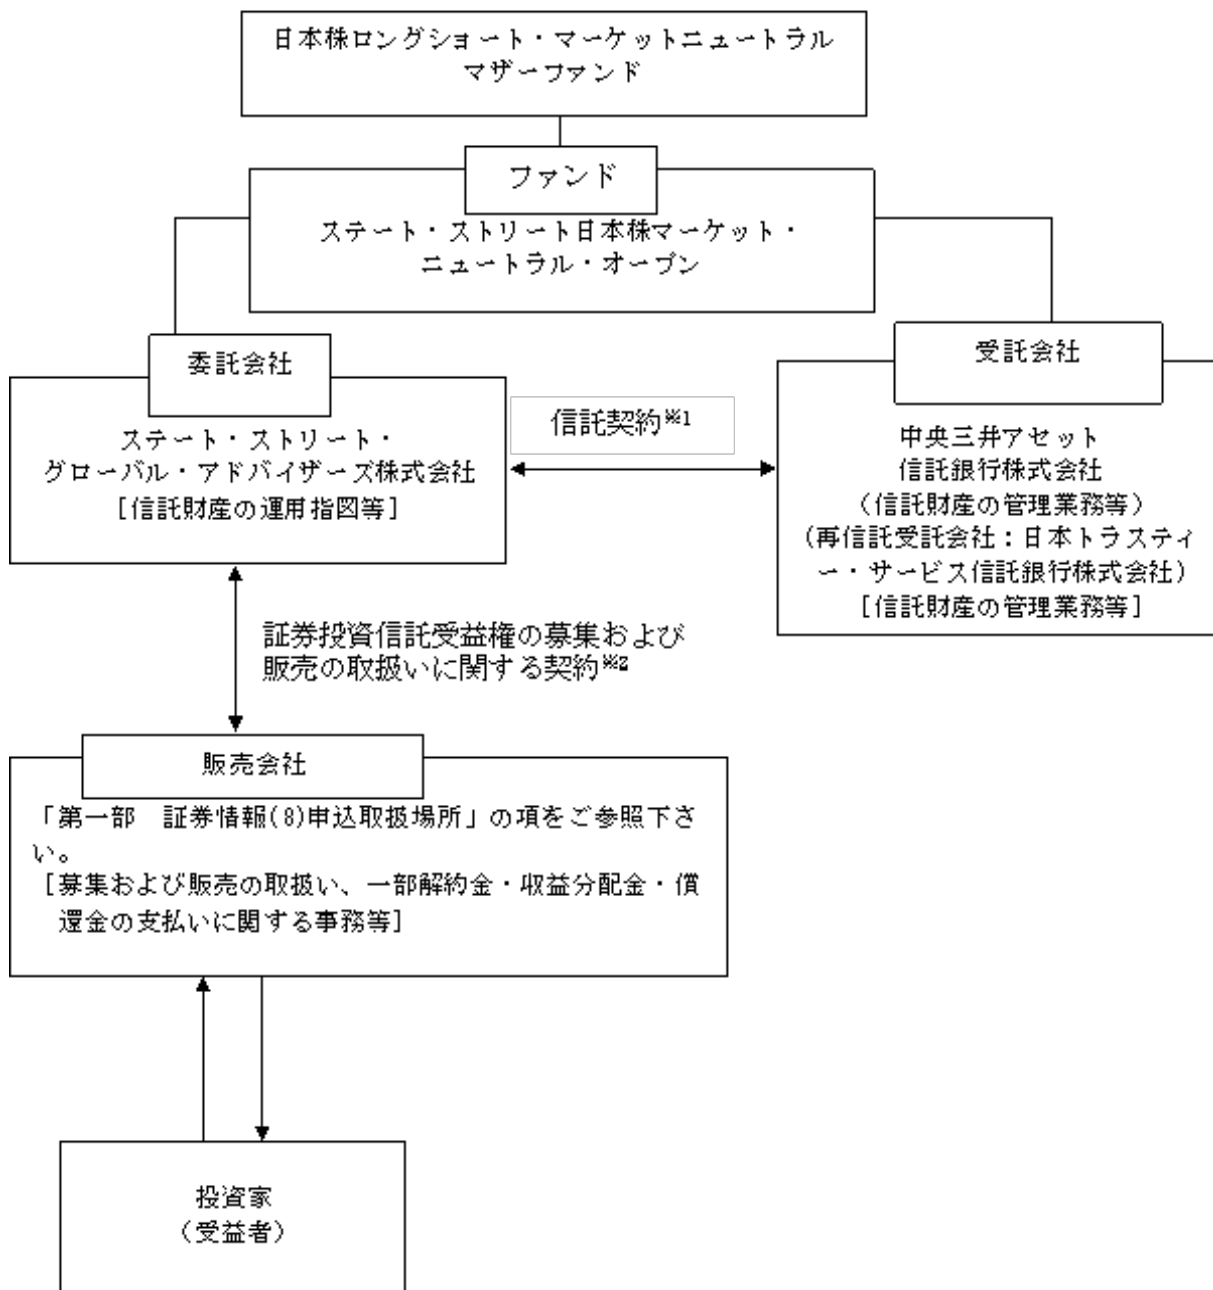 日本株ロングショート・マーケットニュートラル
マザーファンド
ファンド
ステート・ストリート日本株マーケット・
ニュートラル・オープン
委託会社
ステート・ストリート・
グローバル・アドバイザーズ株式会社
[信託財産の運用指図等]
信託契約※1
受託会社
中央三井アセット
信託銀行株式会社
(信託財産の管理業務等)
(再信託受託会社：日本トラスティ
ー・サービス信託銀行株式会社)
[信託財産の管理業務等]
証券投資信託受益権の募集および
販売の取扱いに関する契約※2
販売会社
「第一部　証券情報(8)申込取扱場所」の項をご参照下さ
い。
[募集および販売の取扱い、一部解約金・収益分配金・償
還金の支払いに関する事務等]
投資家
(受益者)